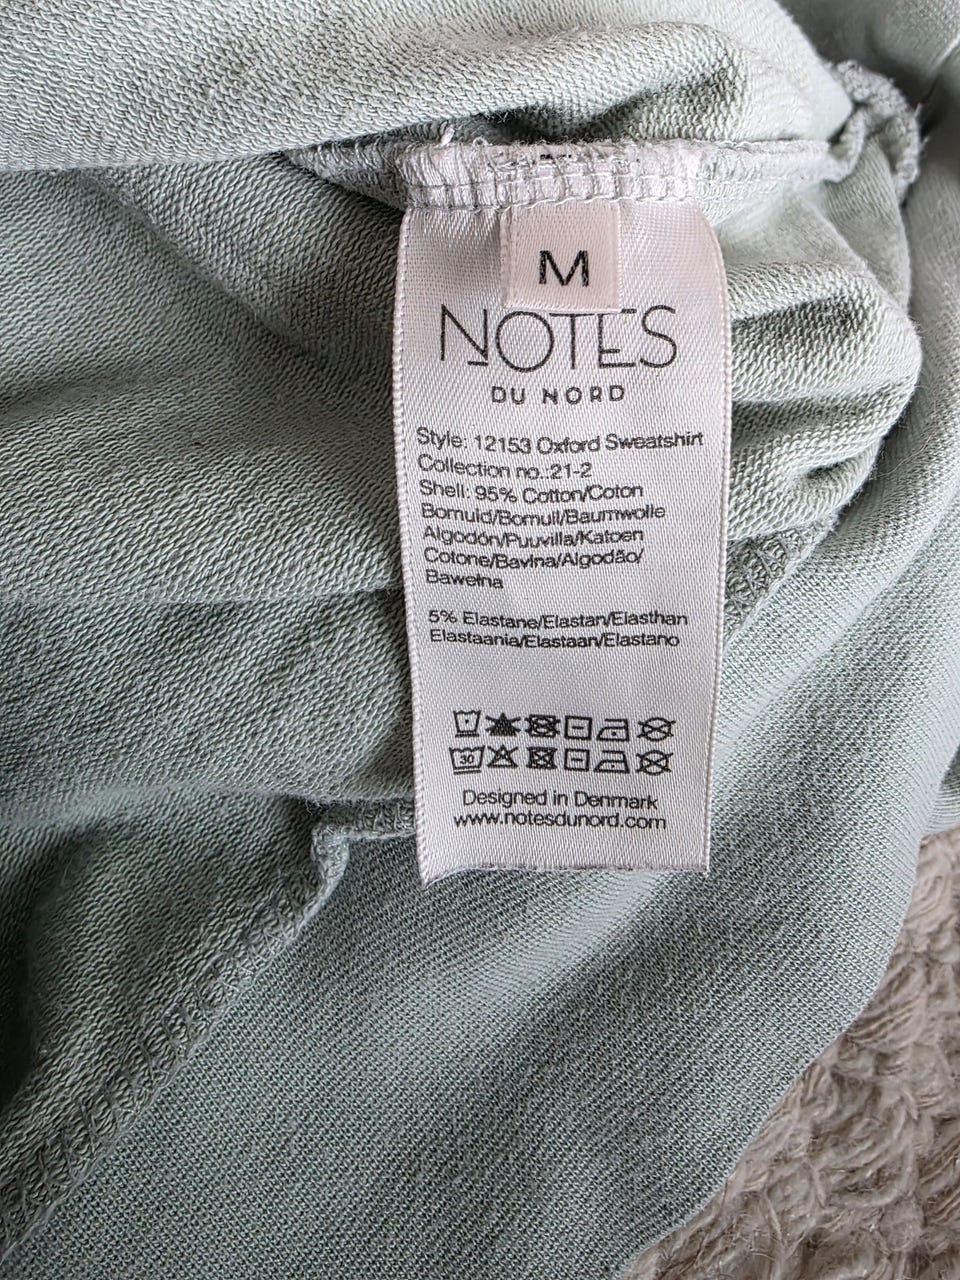 M
NOTES
DU NORD
Style: 12153 Oxford Sweatshirt
Collection no.:21-2
Shell: 95% Cotton/Coton
Bomuld/Bomull/Baumwolle
Algodón/Puuvilla/Katoen
Cotone/Bavlna/Algodão/
Bawełna
5% Elastane/Elastan/Elasthan
Elastaania/Elastaan/Elastano
30
Designed in Denmark
www.notesdunord.com